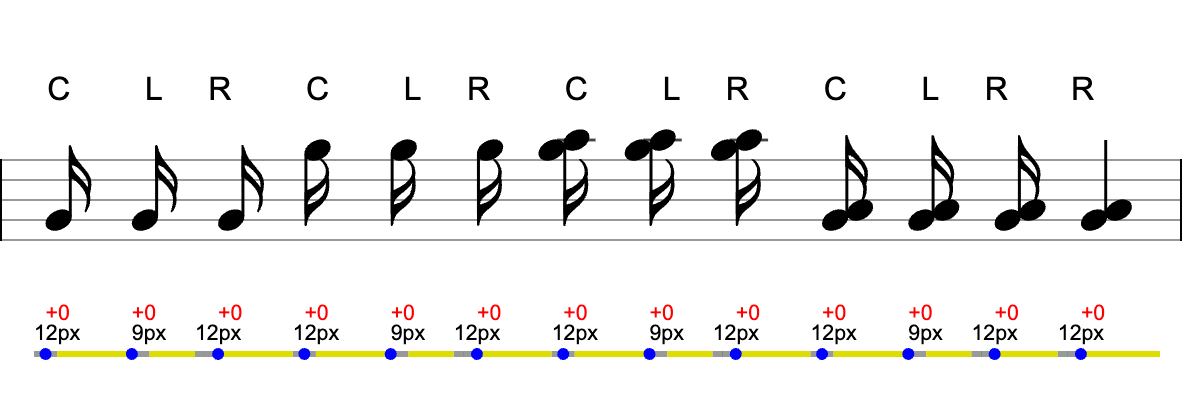 C L R C L R C L R C L R R
+0 +0 +0 +0 +0 +0 +0 +0 +0 +0 +0 +0 +0
12px 9px 12px 12px 9px 12px 12px 9px 12px 12px 9px 12px 12px